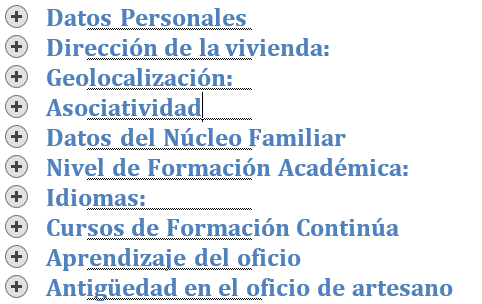 Datos Personales
Dirección de la vivienda:
Geolocalización:
Asociatividad
Datos del Núcleo Familiar
Nivel de Formación Académica:
Idiomas:
Cursos de Formación Continúa
Aprendizaje del oficio
Antigüedad en el oficio de artesano